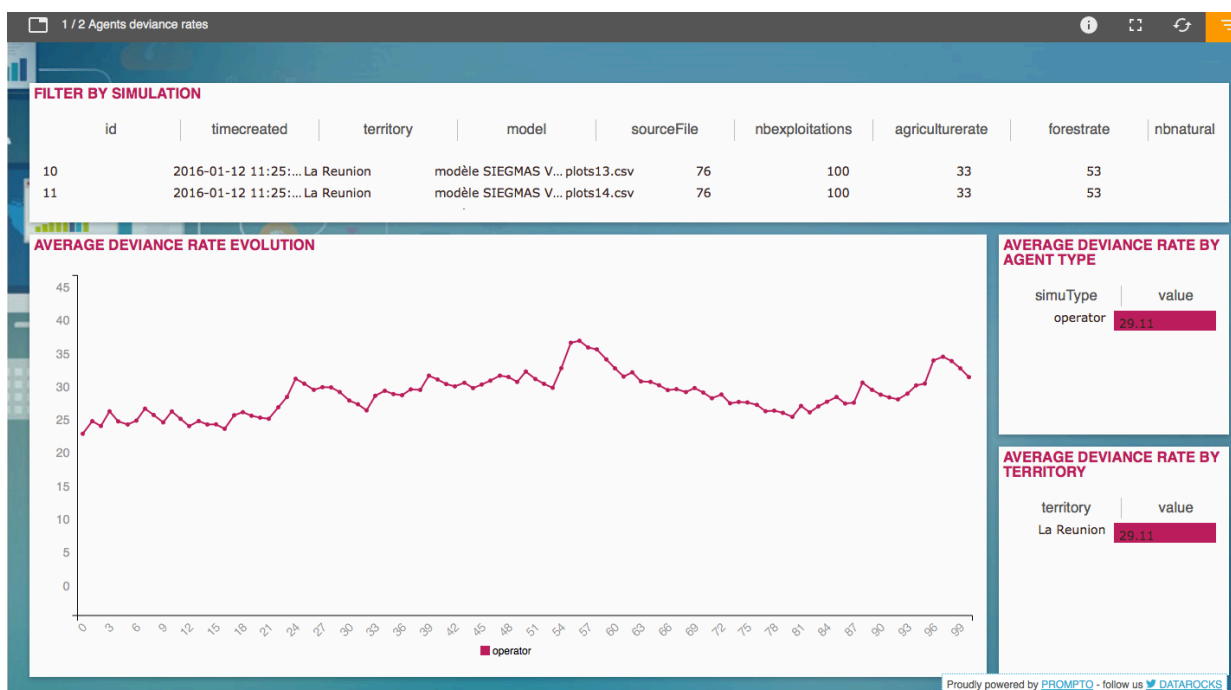 1 / 2 Agents deviance rates
FILTER BY SIMULATION
id timecreated territory model sourceFile nbexploitations agriculturerate forestrate nbnatural
10 2016-01-12 11:25:... La Reunion modèle SIEGMAS V... plots13.csv 76 100 33 53
11 2016-01-12 11:25:... La Reunion modèle SIEGMAS V... plots14.csv 76 100 33 53
AVERAGE DEVIANCE RATE EVOLUTION
45
40
35
30
25
20
15
10
5
0
0 3 6 9 12 15 18 21 24 27 30 33 36 39 42 45 48 51 54 57 60 63 66 69 72 75 78 81 84 87 90 93 96 99
operator
AVERAGE DEVIANCE RATE BY
AGENT TYPE
simuType value
operator 29.11
AVERAGE DEVIANCE RATE BY
TERRITORY
territory value
La Reunion 29.11
Proudly powered by PROMPTO - follow us DATAROCKS